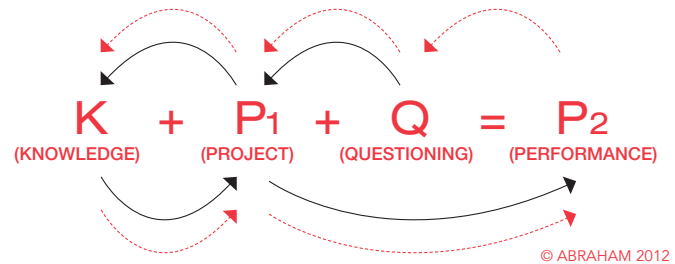 K + P1 + Q = P2
(KNOWLEDGE) (PROJECT) (QUESTIONING) (PERFORMANCE)
© ABRAHAM 2012